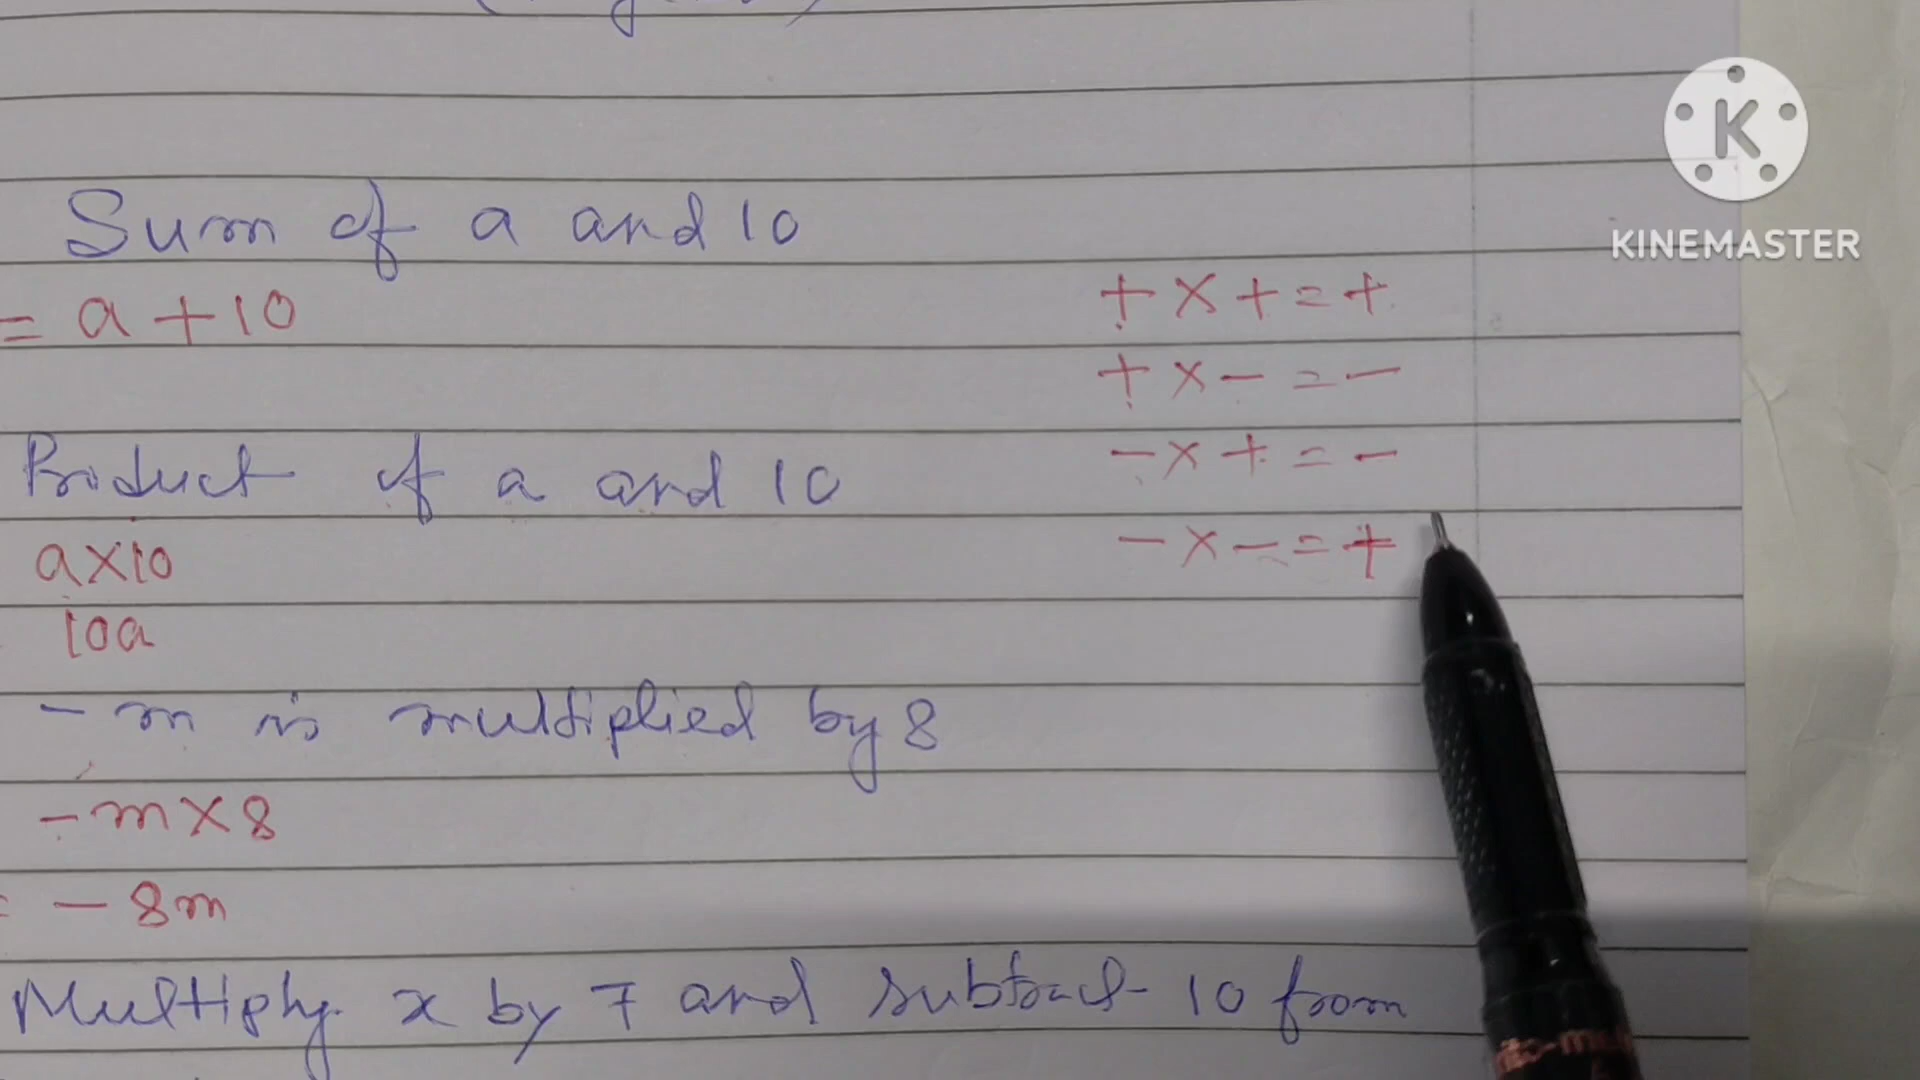 Sum of a and 10
= a + 10
Product of a and 10
a×10
10a
- m is multiplied by 8
- m × 8
= - 8m
Multiply x by 7 and subtract 10 from
+ × + = +
+ × - = -
- × + = -
- × - = +
K
KINEMASTER